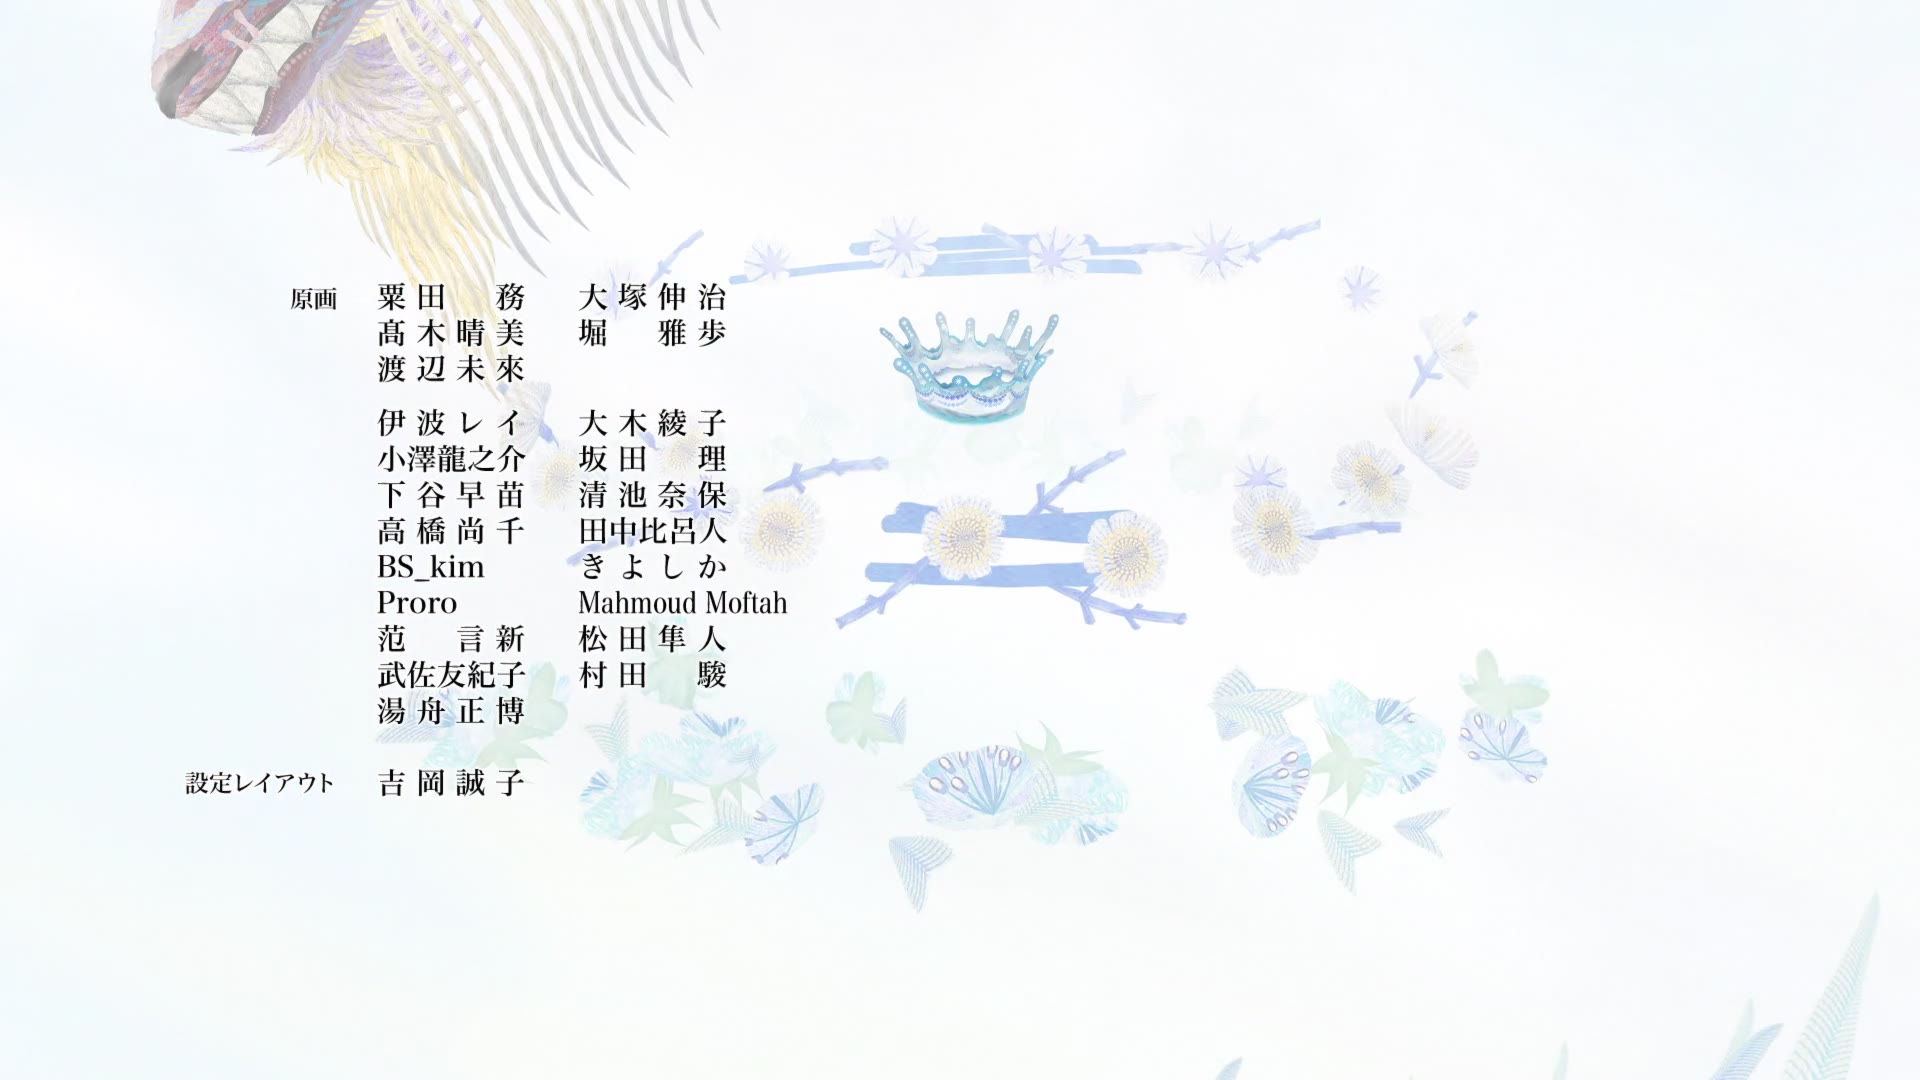 原画 粟田 務 大塚伸治
髙木晴美 堀 雅歩
渡辺未來
伊波レイ 大木綾子
小澤龍之介 坂田 理
下谷早苗 清池奈保
高橋尚千 田中比呂人
BS_kim きよしか
Proro Mahmoud Moftah
范 言新 松田隼人
武佐友紀子 村田 駿
湯舟正博
設定レイアウト 吉岡誠子